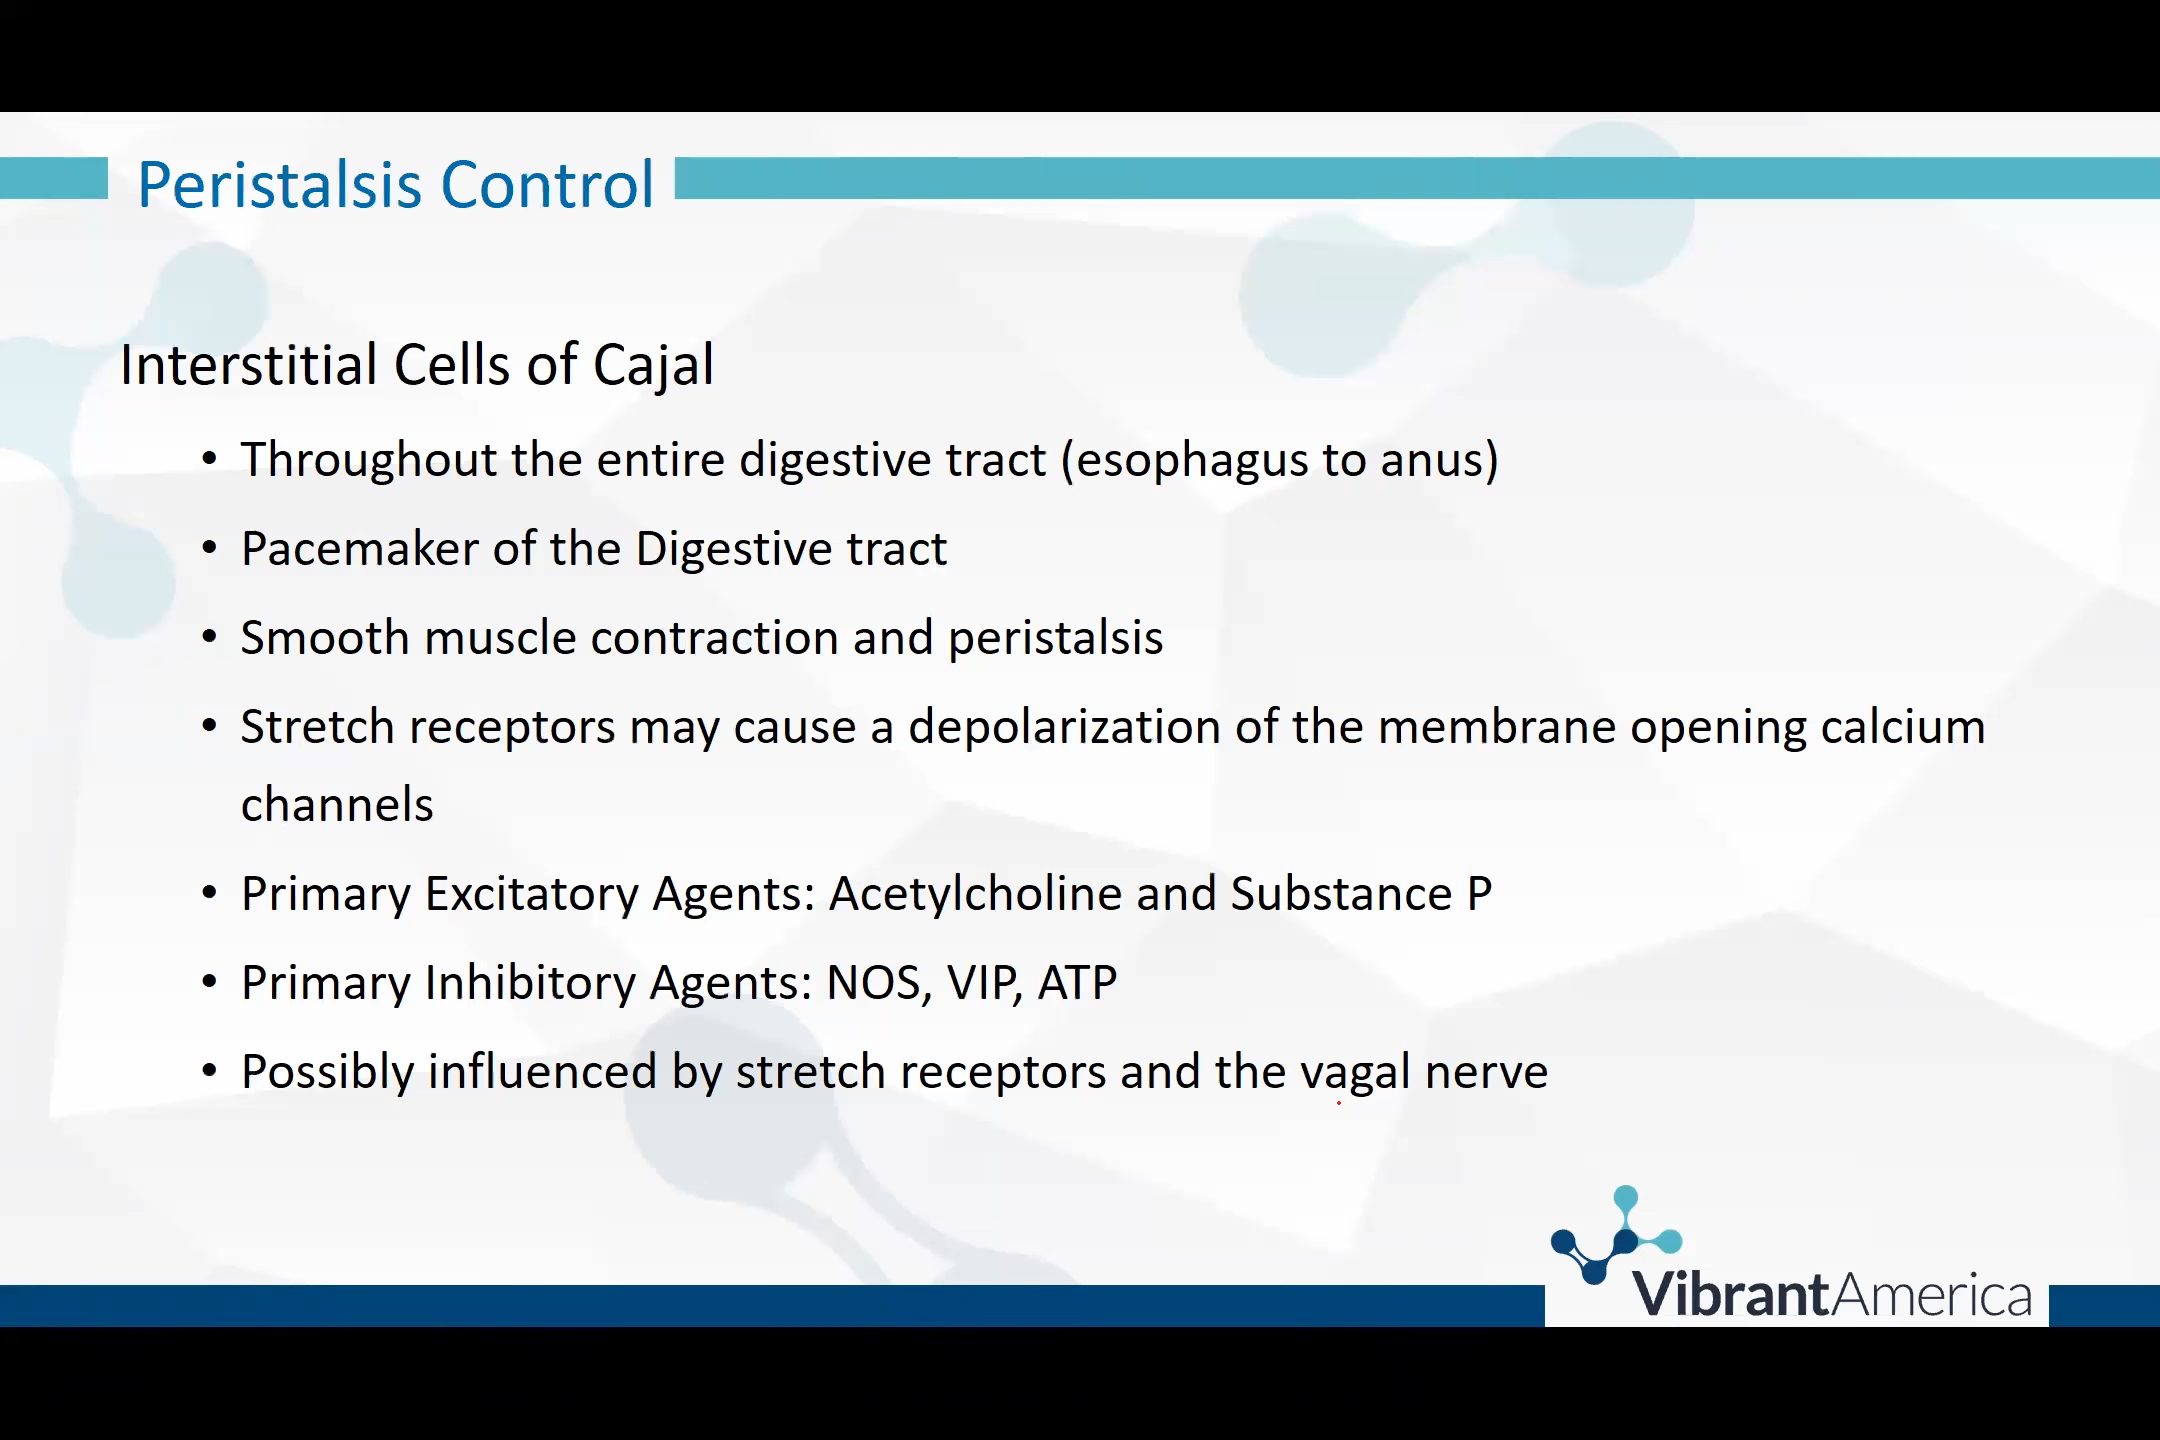 Peristalsis Control
Interstitial Cells of Cajal
• Throughout the entire digestive tract (esophagus to anus)
• Pacemaker of the Digestive tract
• Smooth muscle contraction and peristalsis
• Stretch receptors may cause a depolarization of the membrane opening calcium
channels
• Primary Excitatory Agents: Acetylcholine and Substance P
• Primary Inhibitory Agents: NOS, VIP, ATP
• Possibly influenced by stretch receptors and the vagal nerve
VibrantAmerica